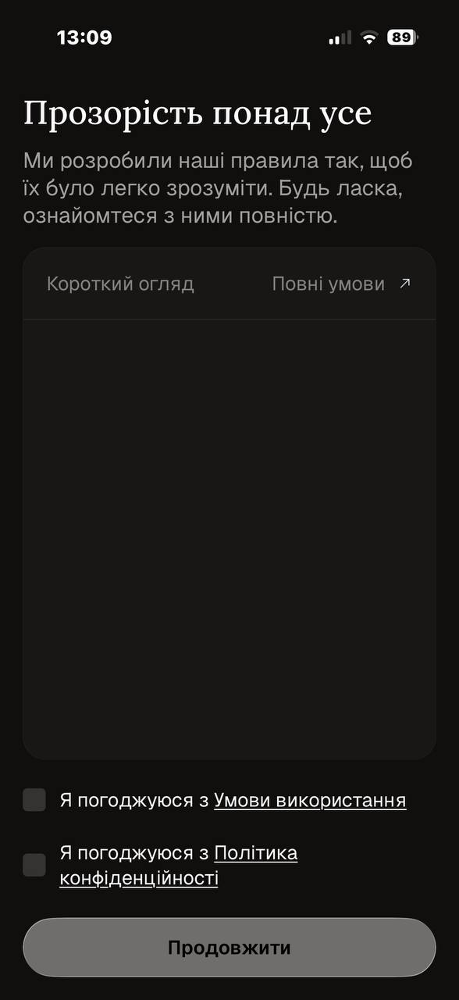 13:09
89
Прозорість понад усе
Ми розробили наші правила так, щоб
їх було легко зрозуміти. Будь ласка,
ознайомтеся з ними повністю.
Короткий огляд
Повні умови
Я погоджуюся з Умови використання
Я погоджуюся з Політика
конфіденційності
Продовжити